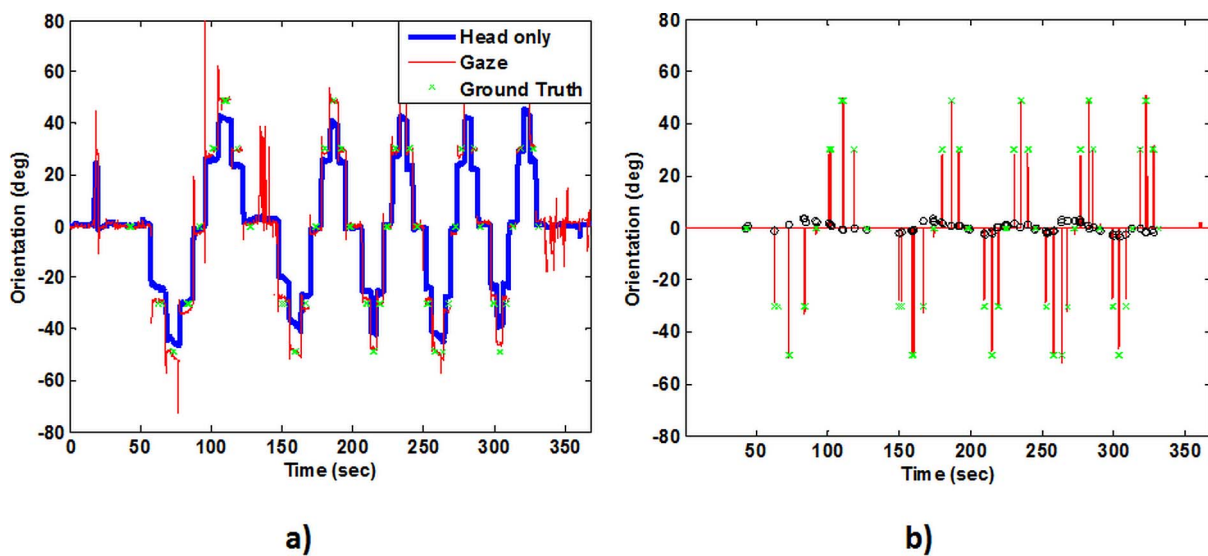 80
60
40
20
0
-20
-40
-60
-80
Orientation (deg)
Head only
Gaze
Ground Truth
0 50 100 150 200 250 300 350
Time (sec)
a)
80
60
40
20
0
-20
-40
-60
-80
Orientation (deg)
50 100 150 200 250 300 350
Time (sec)
b)